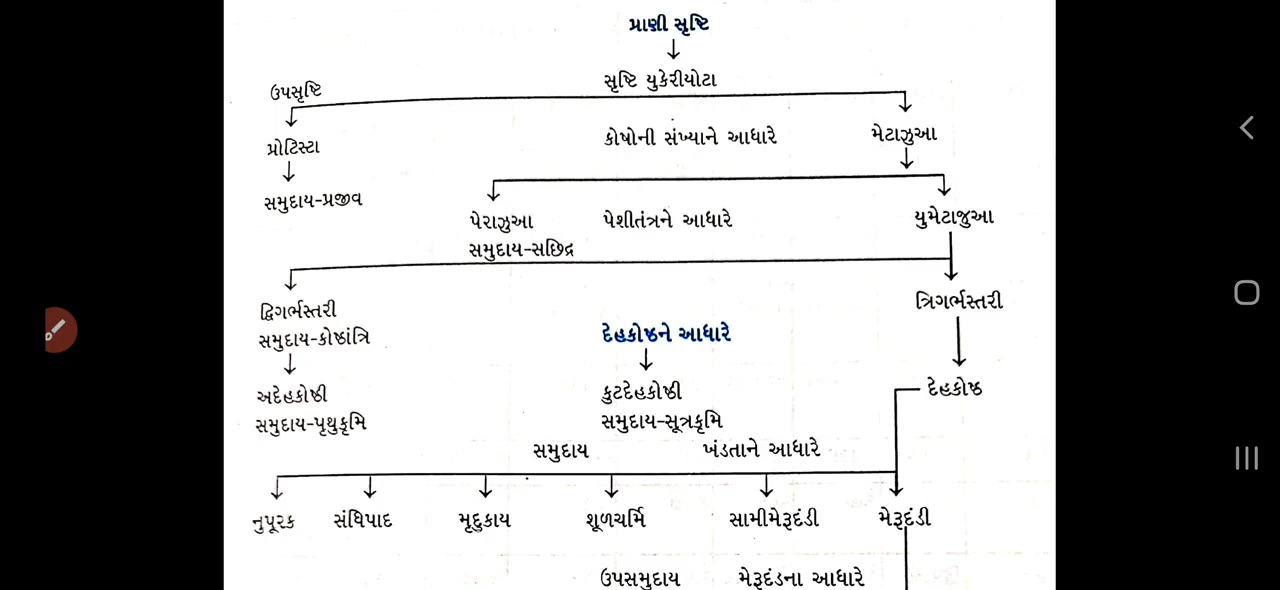 પ્રાણી સૃષ્ટિ
સૃષ્ટિ યુકેરીયોટા
ઉપસૃષ્ટિ
પ્રોટિસ્ટા
કોષોની સંખ્યાને આધારે
મેટાઝુઆ
સમુદાય-પ્રજીવ
પેરાઝુઆ
પેશીતંત્રને આધારે
યુમેટાજુઆ
સમુદાય-સછિદ્ર
દ્વિગર્ભસ્તરી
ત્રિગર્ભસ્તરી
સમુદાય-કોષ્ઠાંત્રિ
દેહકોષ્ઠને આધારે
અદેહકોષ્ઠી
કુટદેહકોષ્ઠી
દેહકોષ્ઠ
સમુદાય-પૃથુકૃમિ
સમુદાય-સૂત્રકૃમિ
સમુદાય
ખંડતાને આધારે
નુપૂરક
સંધિપાદ
મૃદુકાય
શૂળચર્મિ
સામીમેરૂદંડી
મેરૂદંડી
ઉપસમુદાય
મેરૂદંડના આધારે